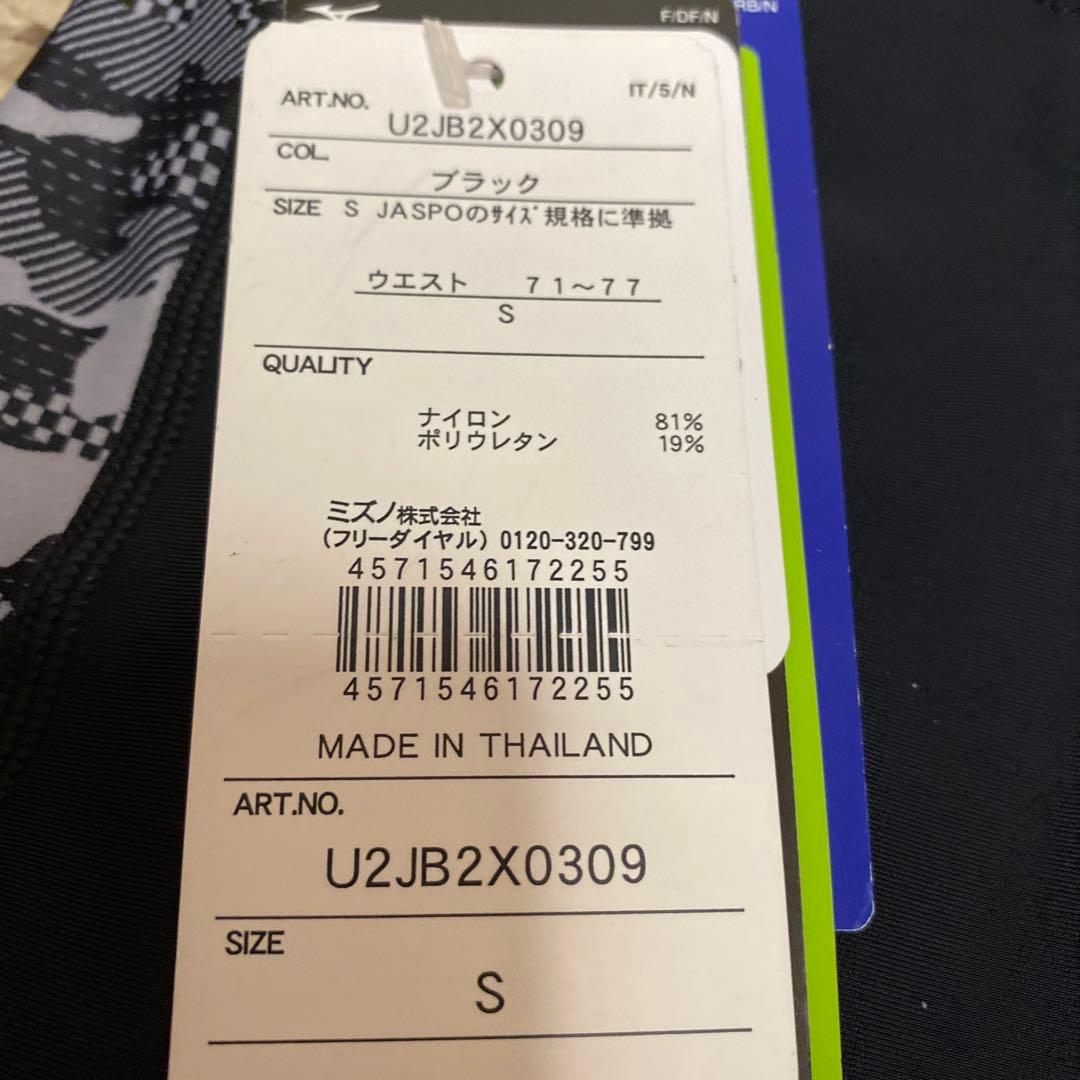 F/DF/N
RB/N
IT/5/N
ART.NO.
U2JB2X0309
COL.
ブラック
SIZE S JASPOのｻｲｽﾞ規格に準拠
ウエスト 71〜77
S
QUALITY
ナイロン 81%
ポリウレタン 19%
ミズノ株式会社
(フリーダイヤル) 0120-320-799
4571546172255
4571546172255
MADE IN THAILAND
ART.NO.
U2JB2X0309
SIZE
S